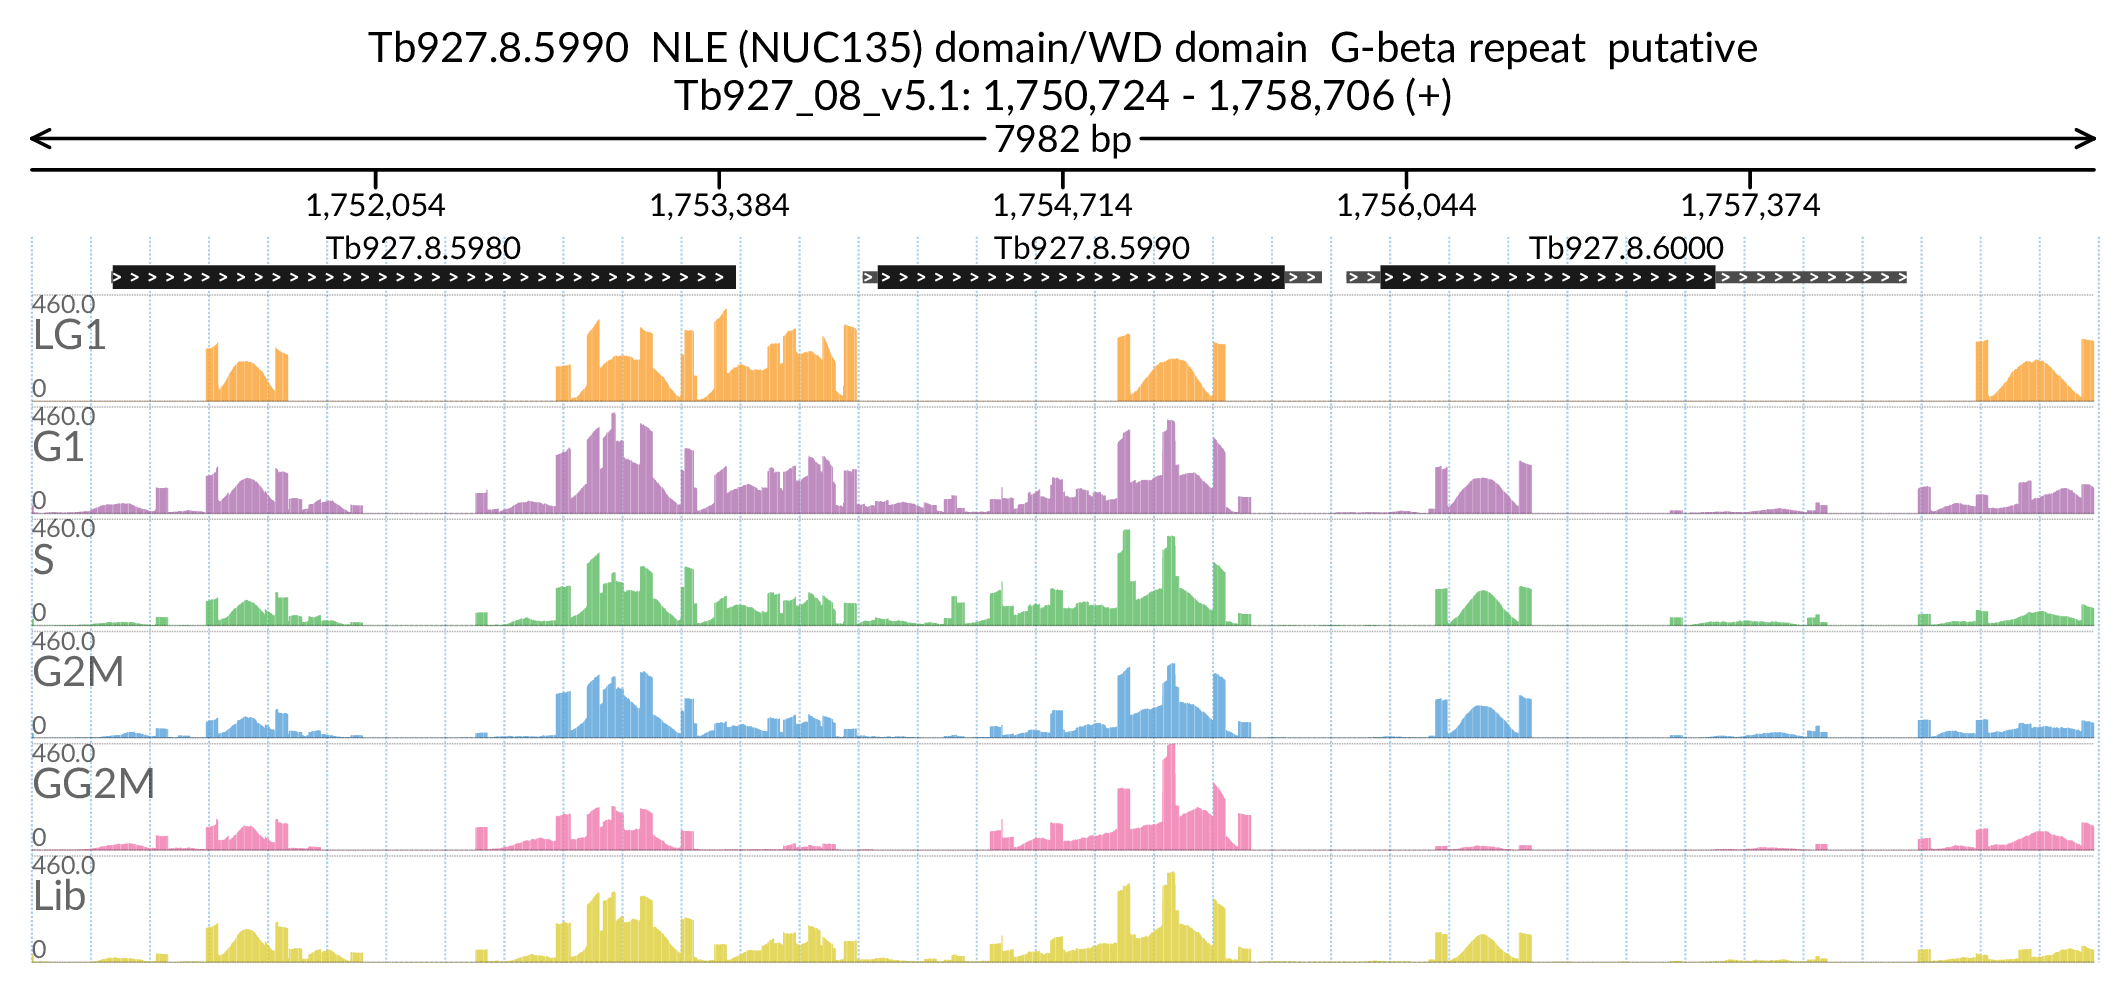 Tb927.8.5990  NLE (NUC135) domain/WD domain  G-beta repeat  putative
Tb927_08_v5.1: 1,750,724 - 1,758,706 (+)
7982 bp
1,752,054 1,753,384 1,754,714 1,756,044 1,757,374
Tb927.8.5980 Tb927.8.5990 Tb927.8.6000
460.0
LG1
0
460.0
G1
0
460.0
S
0
460.0
G2M
0
460.0
GG2M
0
460.0
Lib
0